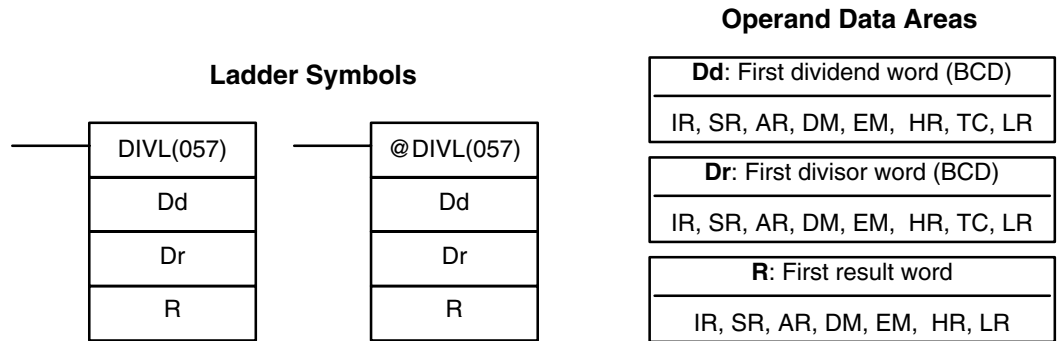 Operand Data Areas
Ladder Symbols
DIVL(057)
Dd
Dr
R
@DIVL(057)
Dd
Dr
R
Dd: First dividend word (BCD)
IR, SR, AR, DM, EM, HR, TC, LR
Dr: First divisor word (BCD)
IR, SR, AR, DM, EM, HR, TC, LR
R: First result word
IR, SR, AR, DM, EM, HR, LR